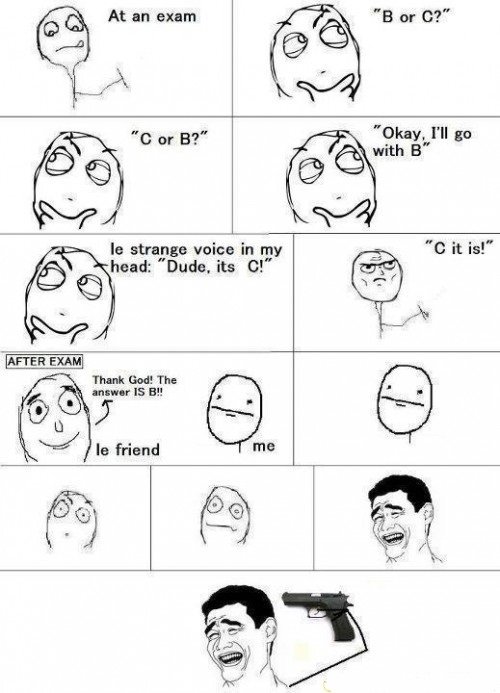 At an exam
"B or C?"
"C or B?"
"Okay, I'll go
with B"
le strange voice in my
head: "Dude, its C!"
"C it is!"
AFTER EXAM
Thank God! The
answer IS B!!
le friend
me